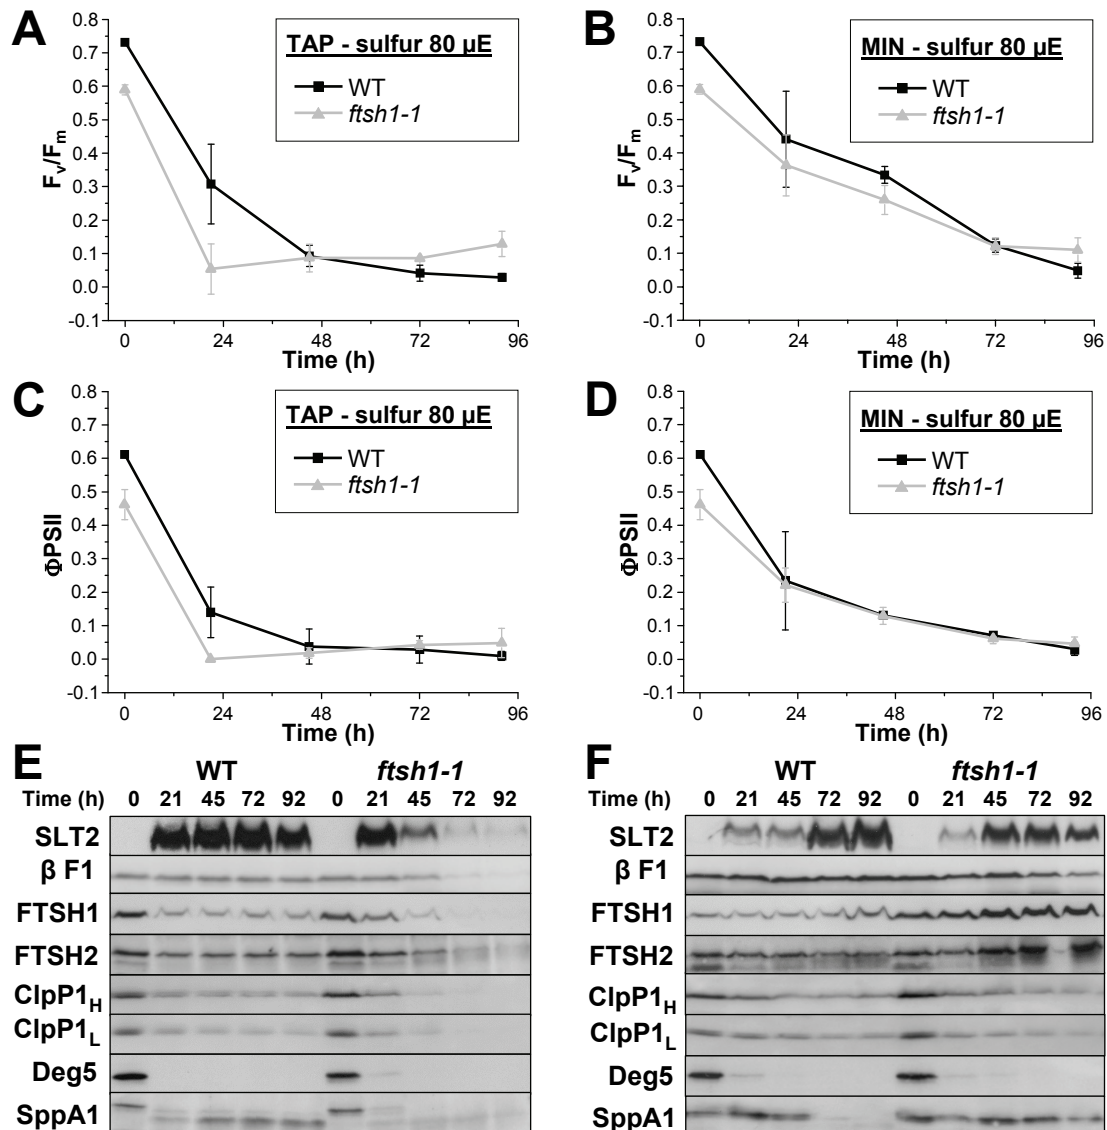 A
TAP - sulfur 80 µE
WT
ftsh1-1
Fv/Fm
0.8
0.7
0.6
0.5
0.4
0.3
0.2
0.1
0.0
-0.1
0 24 48 72 96
Time (h)
B
MIN - sulfur 80 µE
WT
ftsh1-1
Fv/Fm
0.8
0.7
0.6
0.5
0.4
0.3
0.2
0.1
0.0
-0.1
0 24 48 72 96
Time (h)
C
TAP - sulfur 80 µE
WT
ftsh1-1
ΦPSII
0.8
0.7
0.6
0.5
0.4
0.3
0.2
0.1
0.0
-0.1
0 24 48 72 96
Time (h)
D
MIN - sulfur 80 µE
WT
ftsh1-1
ΦPSII
0.8
0.7
0.6
0.5
0.4
0.3
0.2
0.1
0.0
-0.1
0 24 48 72 96
Time (h)
E
WT ftsh1-1
Time (h) 0 21 45 72 92 0 21 45 72 92
SLT2
β F1
FTSH1
FTSH2
ClpP1H
ClpP1L
Deg5
SppA1
F
WT ftsh1-1
Time (h) 0 21 45 72 92 0 21 45 72 92
SLT2
β F1
FTSH1
FTSH2
ClpP1H
ClpP1L
Deg5
SppA1